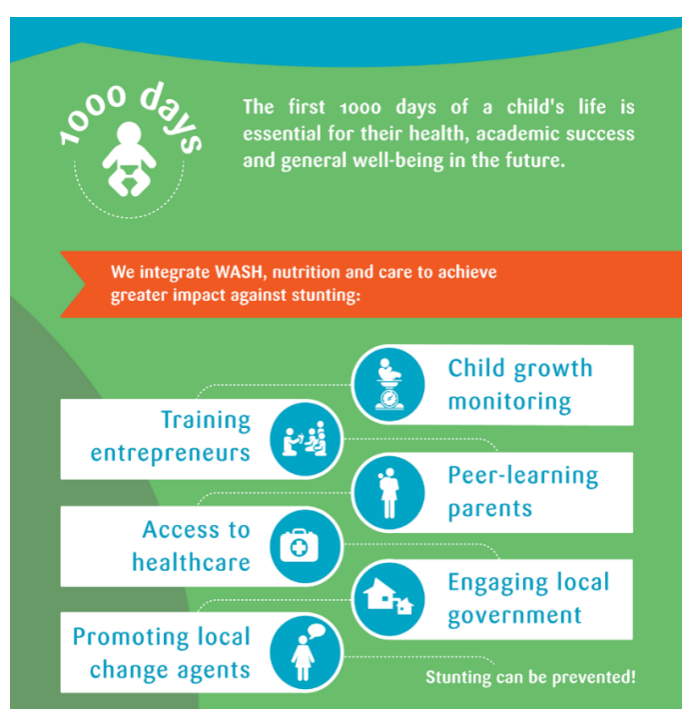 1000 days
The first 1000 days of a child's life is
essential for their health, academic success
and general well-being in the future.
We integrate WASH, nutrition and care to achieve
greater impact against stunting:
Child growth
monitoring
Training
entrepreneurs
Peer-learning
parents
Access to
healthcare
Engaging local
government
Promoting local
change agents
Stunting can be prevented!